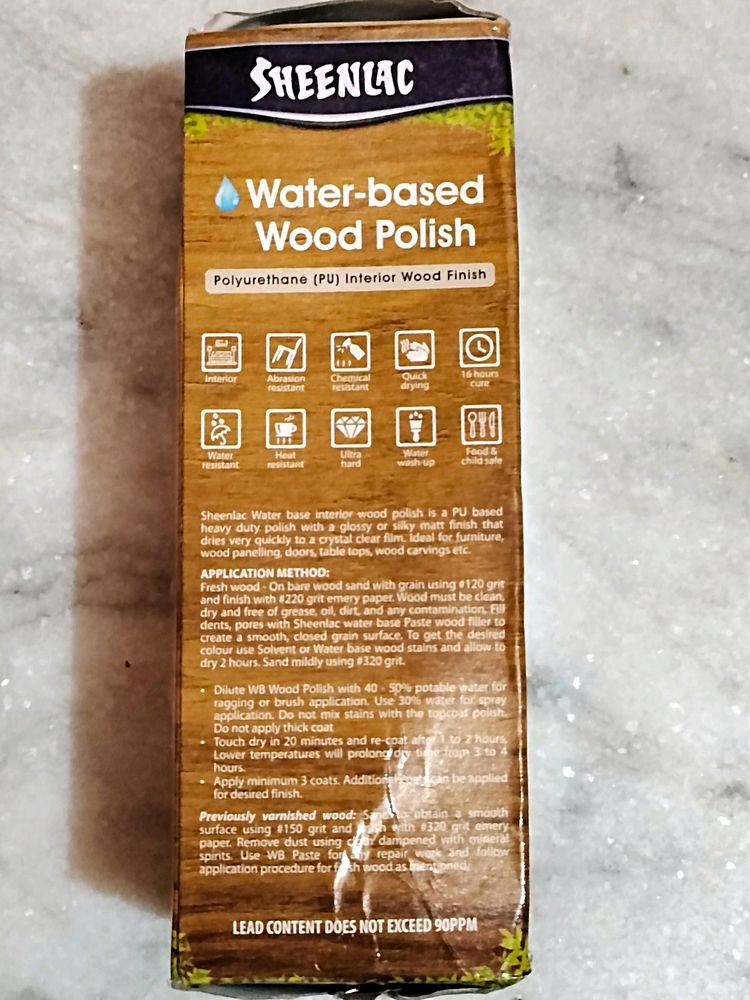 SHEENLAC
Water-based
Wood Polish
Polyurethane (PU) Interior Wood Finish
Interior
Abrasion
resistant
Chemical
resistant
Quick
drying
16 hours
cure
Water
resistant
Heat
resistant
Ultra
hard
Water
wash-up
Food &
child safe
Sheenlac Water base interior wood polish is a PU based
heavy duty polish with a glossy or silky matt finish that
dries very quickly to a crystal clear film. Ideal for furniture,
wood panelling, doors, table tops, wood carvings etc.
APPLICATION METHOD:
Fresh wood - On bare wood sand with grain using #120 grit
and finish with #220 grit emery paper. Wood must be clean,
dry and free of grease, oil, dirt, and any contamination. Fill
dents, pores with Sheenlac water base Paste wood filler to
create a smooth, closed grain surface. To get the desired
colour use Solvent or Water base wood stains and allow to
dry 2 hours. Sand mildly using #320 grit.
• Dilute WB Wood Polish with 40 - 50% potable water for
ragging or brush application. Use 30% water for spray
application. Do not mix stains with the topcoat polish.
Do not apply thick coat
• Touch dry in 20 minutes and re-coat after 1 to 2 hours.
Lower temperatures will prolong dry time from 3 to 4
hours.
• Apply minimum 3 coats. Additional coats can be applied
for desired finish.
Previously varnished wood: Sand to obtain a smooth
surface using #150 grit and finish with #320 grit emery
paper. Remove dust using cloth dampened with mineral
spirits. Use WB Paste for repair work and follow
application procedure for fresh wood as mentioned.
LEAD CONTENT DOES NOT EXCEED 90PPM